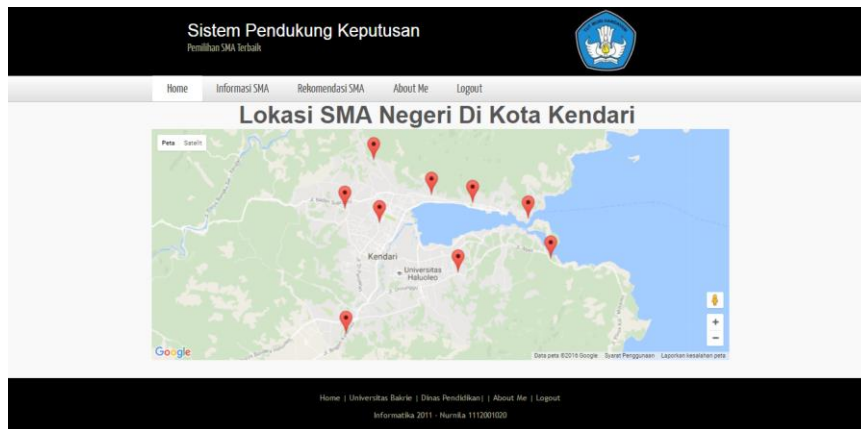 Sistem Pendukung Keputusan
Pemilihan SMA Terbaik
Home Informasi SMA Rekomendasi SMA About Me Logout
Lokasi SMA Negeri Di Kota Kendari
Peta Satelit
Kendari
Universitas
Haluoleo
Google
Data peta ©2016 Google Syarat Penggunaan Laporkan kesalahan peta
Home | Universitas Bakrie | Dinas Pendidikan | | About Me | Logout
Informatika 2011 - Nurmila 1112001020